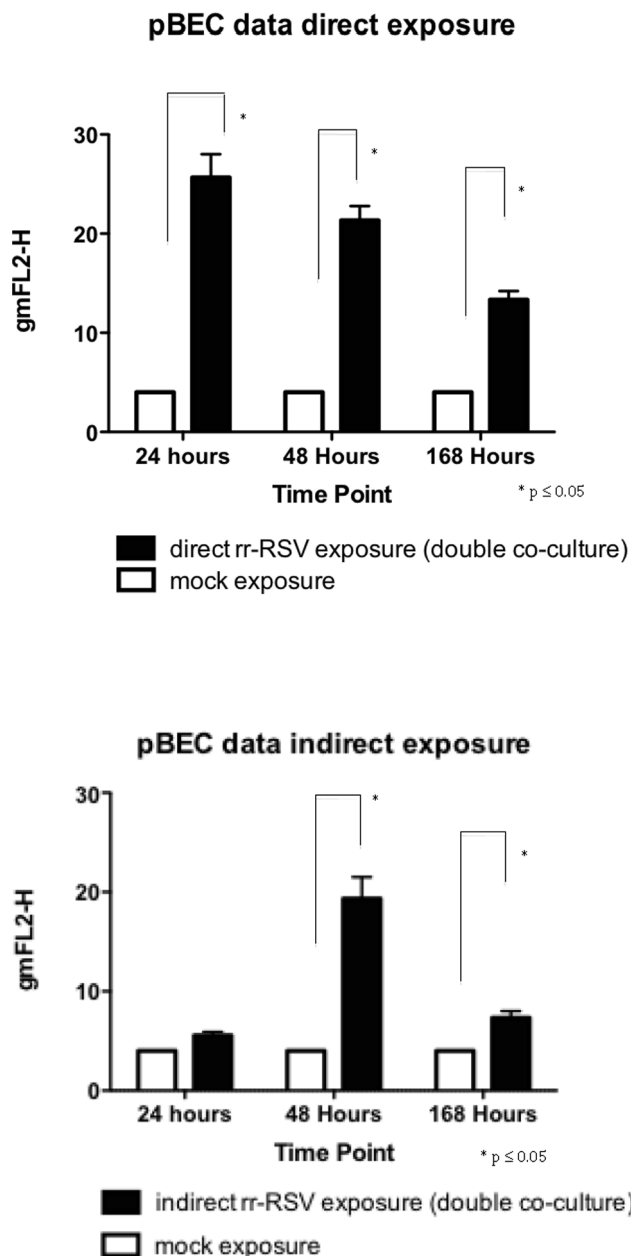 pBEC data direct exposure
gmFL2-H
30
20
10
0
*
*
*
24 hours
48 Hours
168 Hours
Time Point
* p ≤ 0.05
direct rr-RSV exposure (double co-culture)
mock exposure
pBEC data indirect exposure
gmFL2-H
30
20
10
0
*
*
24 hours
48 Hours
168 Hours
Time Point
* p ≤ 0.05
indirect rr-RSV exposure (double co-culture)
mock exposure